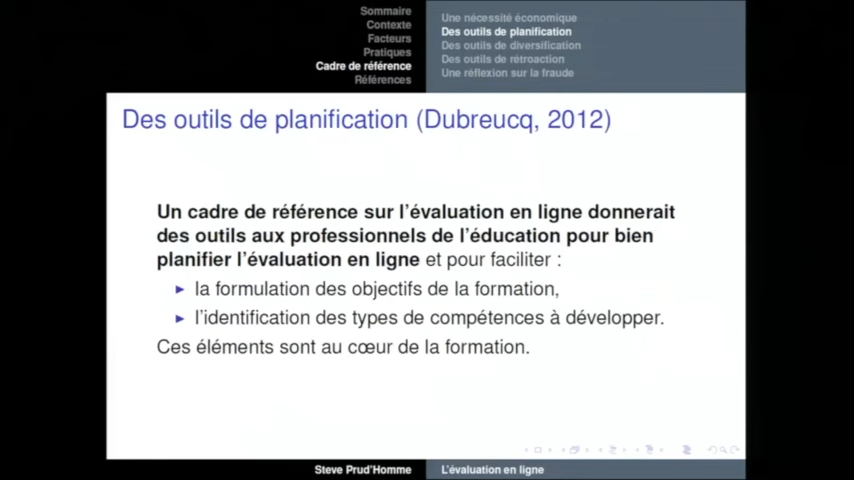 Sommaire
Contexte
Facteurs
Pratiques
Cadre de référence
Références
Une nécessité économique
Des outils de planification
Des outils de diversification
Des outils de rétroaction
Une réflexion sur la fraude
Des outils de planification (Dubreucq, 2012)
Un cadre de référence sur l'évaluation en ligne donnerait
des outils aux professionnels de l'éducation pour bien
planifier l'évaluation en ligne et pour faciliter :
la formulation des objectifs de la formation,
l'identification des types de compétences à développer.
Ces éléments sont au cœur de la formation.
Steve Prud'Homme
L'évaluation en ligne